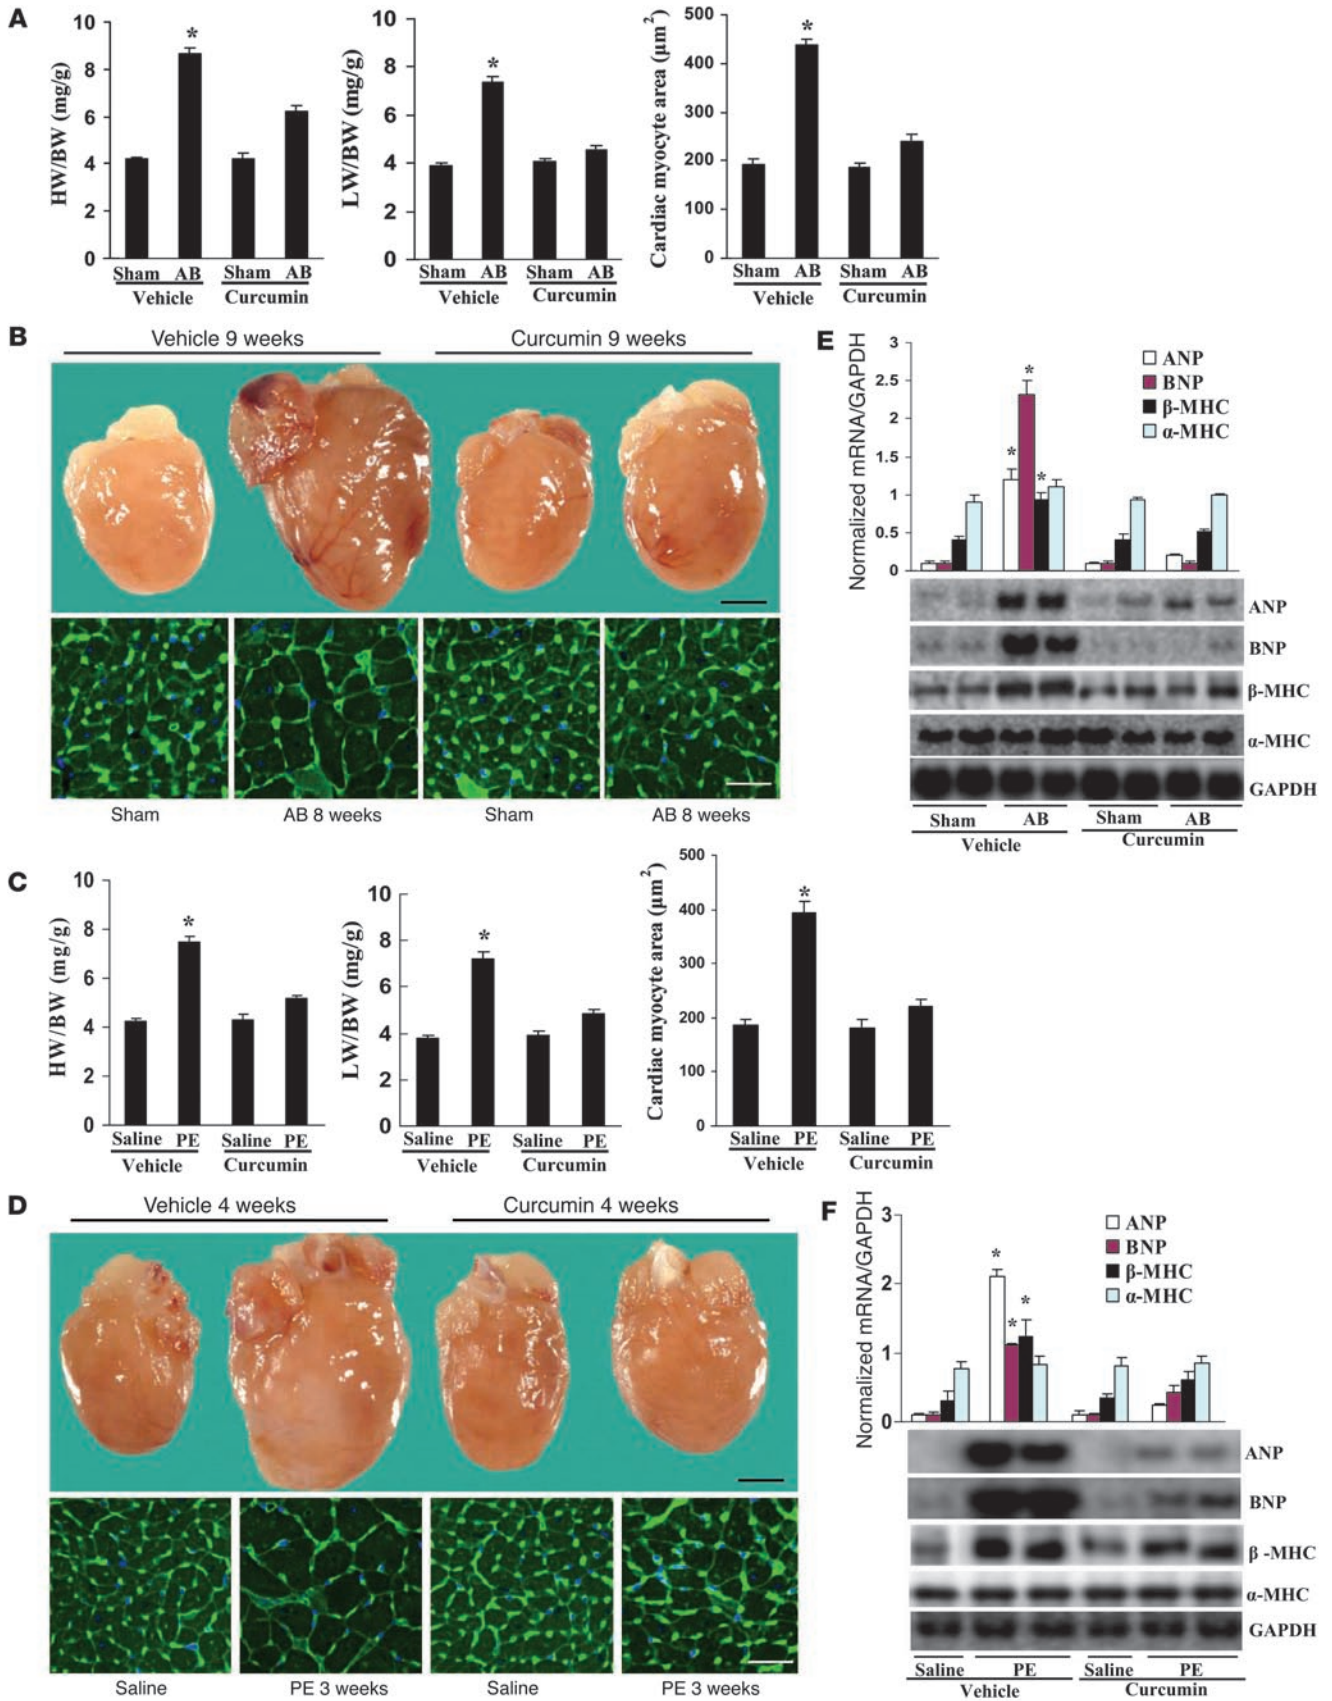 A
HW/BW (mg/g)
10
8
6
4
2
0
*
Sham AB Sham AB
Vehicle Curcumin
LW/BW (mg/g)
10
8
6
4
2
0
*
Sham AB Sham AB
Vehicle Curcumin
Cardiac myocyte area (µm²)
500
400
300
200
100
0
*
Sham AB Sham AB
Vehicle Curcumin
B
Vehicle 9 weeks Curcumin 9 weeks
Sham AB 8 weeks Sham AB 8 weeks
E
Normalized mRNA/GAPDH
3
2.5
2
1.5
1
0.5
0
* * *
ANP
BNP
β-MHC
α-MHC
ANP
BNP
β-MHC
α-MHC
GAPDH
Sham AB Sham AB
Vehicle Curcumin
C
HW/BW (mg/g)
10
8
6
4
2
0
*
Saline PE Saline PE
Vehicle Curcumin
LW/BW (mg/g)
10
8
6
4
2
0
*
Saline PE Saline PE
Vehicle Curcumin
Cardiac myocyte area (µm²)
500
400
300
200
100
0
*
Saline PE Saline PE
Vehicle Curcumin
D
Vehicle 4 weeks Curcumin 4 weeks
Saline PE 3 weeks Saline PE 3 weeks
F
Normalized mRNA/GAPDH
3
2
1
0
* * *
ANP
BNP
β-MHC
α-MHC
ANP
BNP
β -MHC
α-MHC
GAPDH
Saline PE Saline PE
Vehicle Curcumin